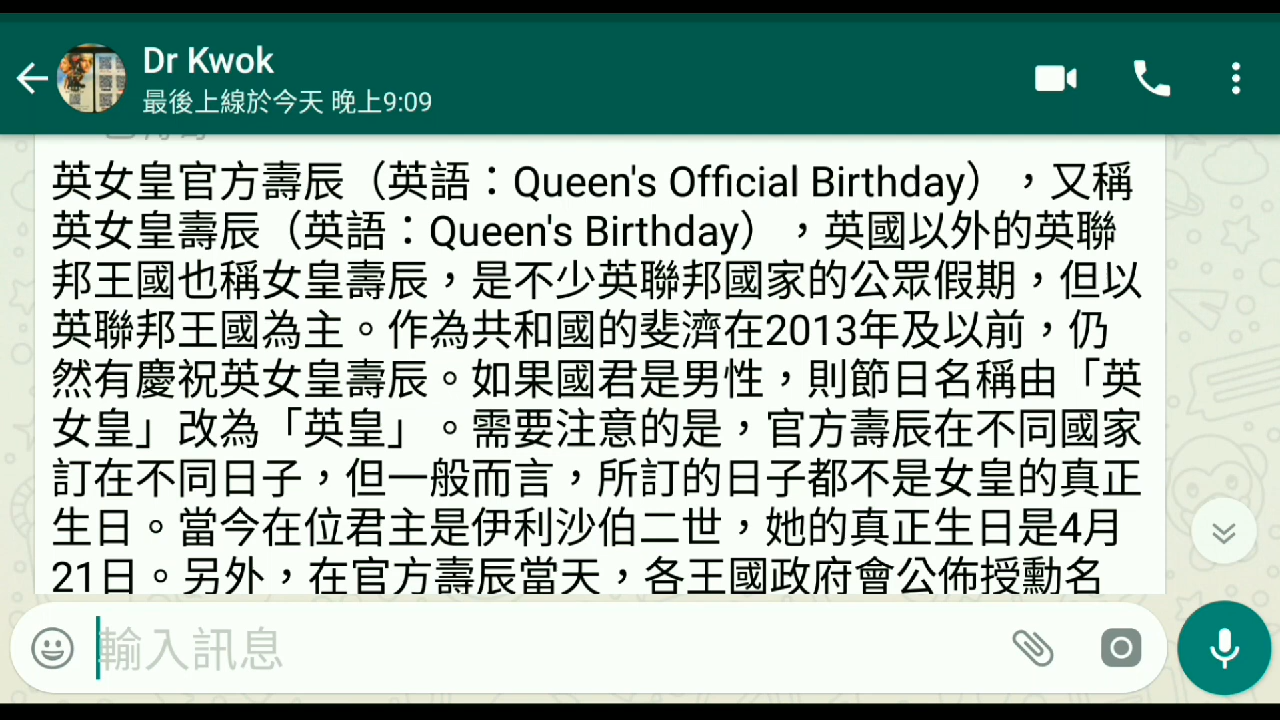 Dr Kwok
最後上線於今天 晚上9:09
英女皇官方壽辰（英語：Queen's Official Birthday），又稱
英女皇壽辰（英語：Queen's Birthday），英國以外的英聯
邦王國也稱女皇壽辰，是不少英聯邦國家的公眾假期，但以
英聯邦王國為主。作為共和國的斐濟在2013年及以前，仍
然有慶祝英女皇壽辰。如果國君是男性，則節日名稱由「英
女皇」改為「英皇」。需要注意的是，官方壽辰在不同國家
訂在不同日子，但一般而言，所訂的日子都不是女皇的真正
生日。當今在位君主是伊利沙伯二世，她的真正生日是4月
21日。另外，在官方壽辰當天，各王國政府會公佈授勳名
輸入訊息